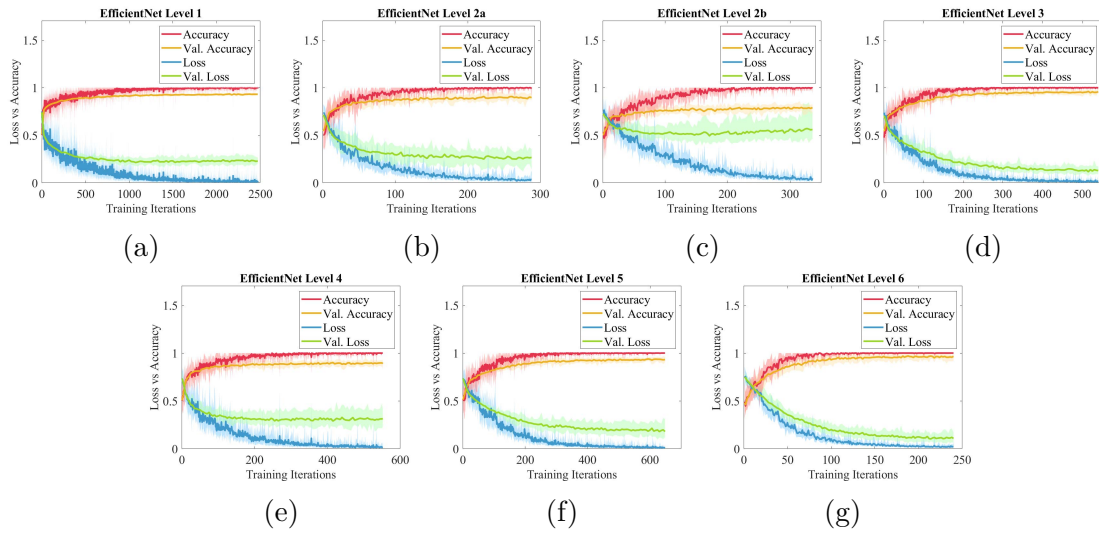 EfficientNet Level 1
Loss vs Accuracy
1.5
1
0.5
0
Accuracy
Val. Accuracy
Loss
Val. Loss
0 500 1000 1500 2000 2500
Training Iterations
(a)
EfficientNet Level 2a
Loss vs Accuracy
1.5
1
0.5
0
Accuracy
Val. Accuracy
Loss
Val. Loss
0 100 200 300
Training Iterations
(b)
EfficientNet Level 2b
Loss vs Accuracy
1.5
1
0.5
0
Accuracy
Val. Accuracy
Loss
Val. Loss
0 100 200 300
Training Iterations
(c)
EfficientNet Level 3
Loss vs Accuracy
1.5
1
0.5
0
Accuracy
Val. Accuracy
Loss
Val. Loss
0 100 200 300 400 500
Training Iterations
(d)
EfficientNet Level 4
Loss vs Accuracy
1.5
1
0.5
0
Accuracy
Val. Accuracy
Loss
Val. Loss
0 200 400 600
Training Iterations
(e)
EfficientNet Level 5
Loss vs Accuracy
1.5
1
0.5
0
Accuracy
Val. Accuracy
Loss
Val. Loss
0 200 400 600
Training Iterations
(f)
EfficientNet Level 6
Loss vs Accuracy
1.5
1
0.5
0
Accuracy
Val. Accuracy
Loss
Val. Loss
0 50 100 150 200 250
Training Iterations
(g)